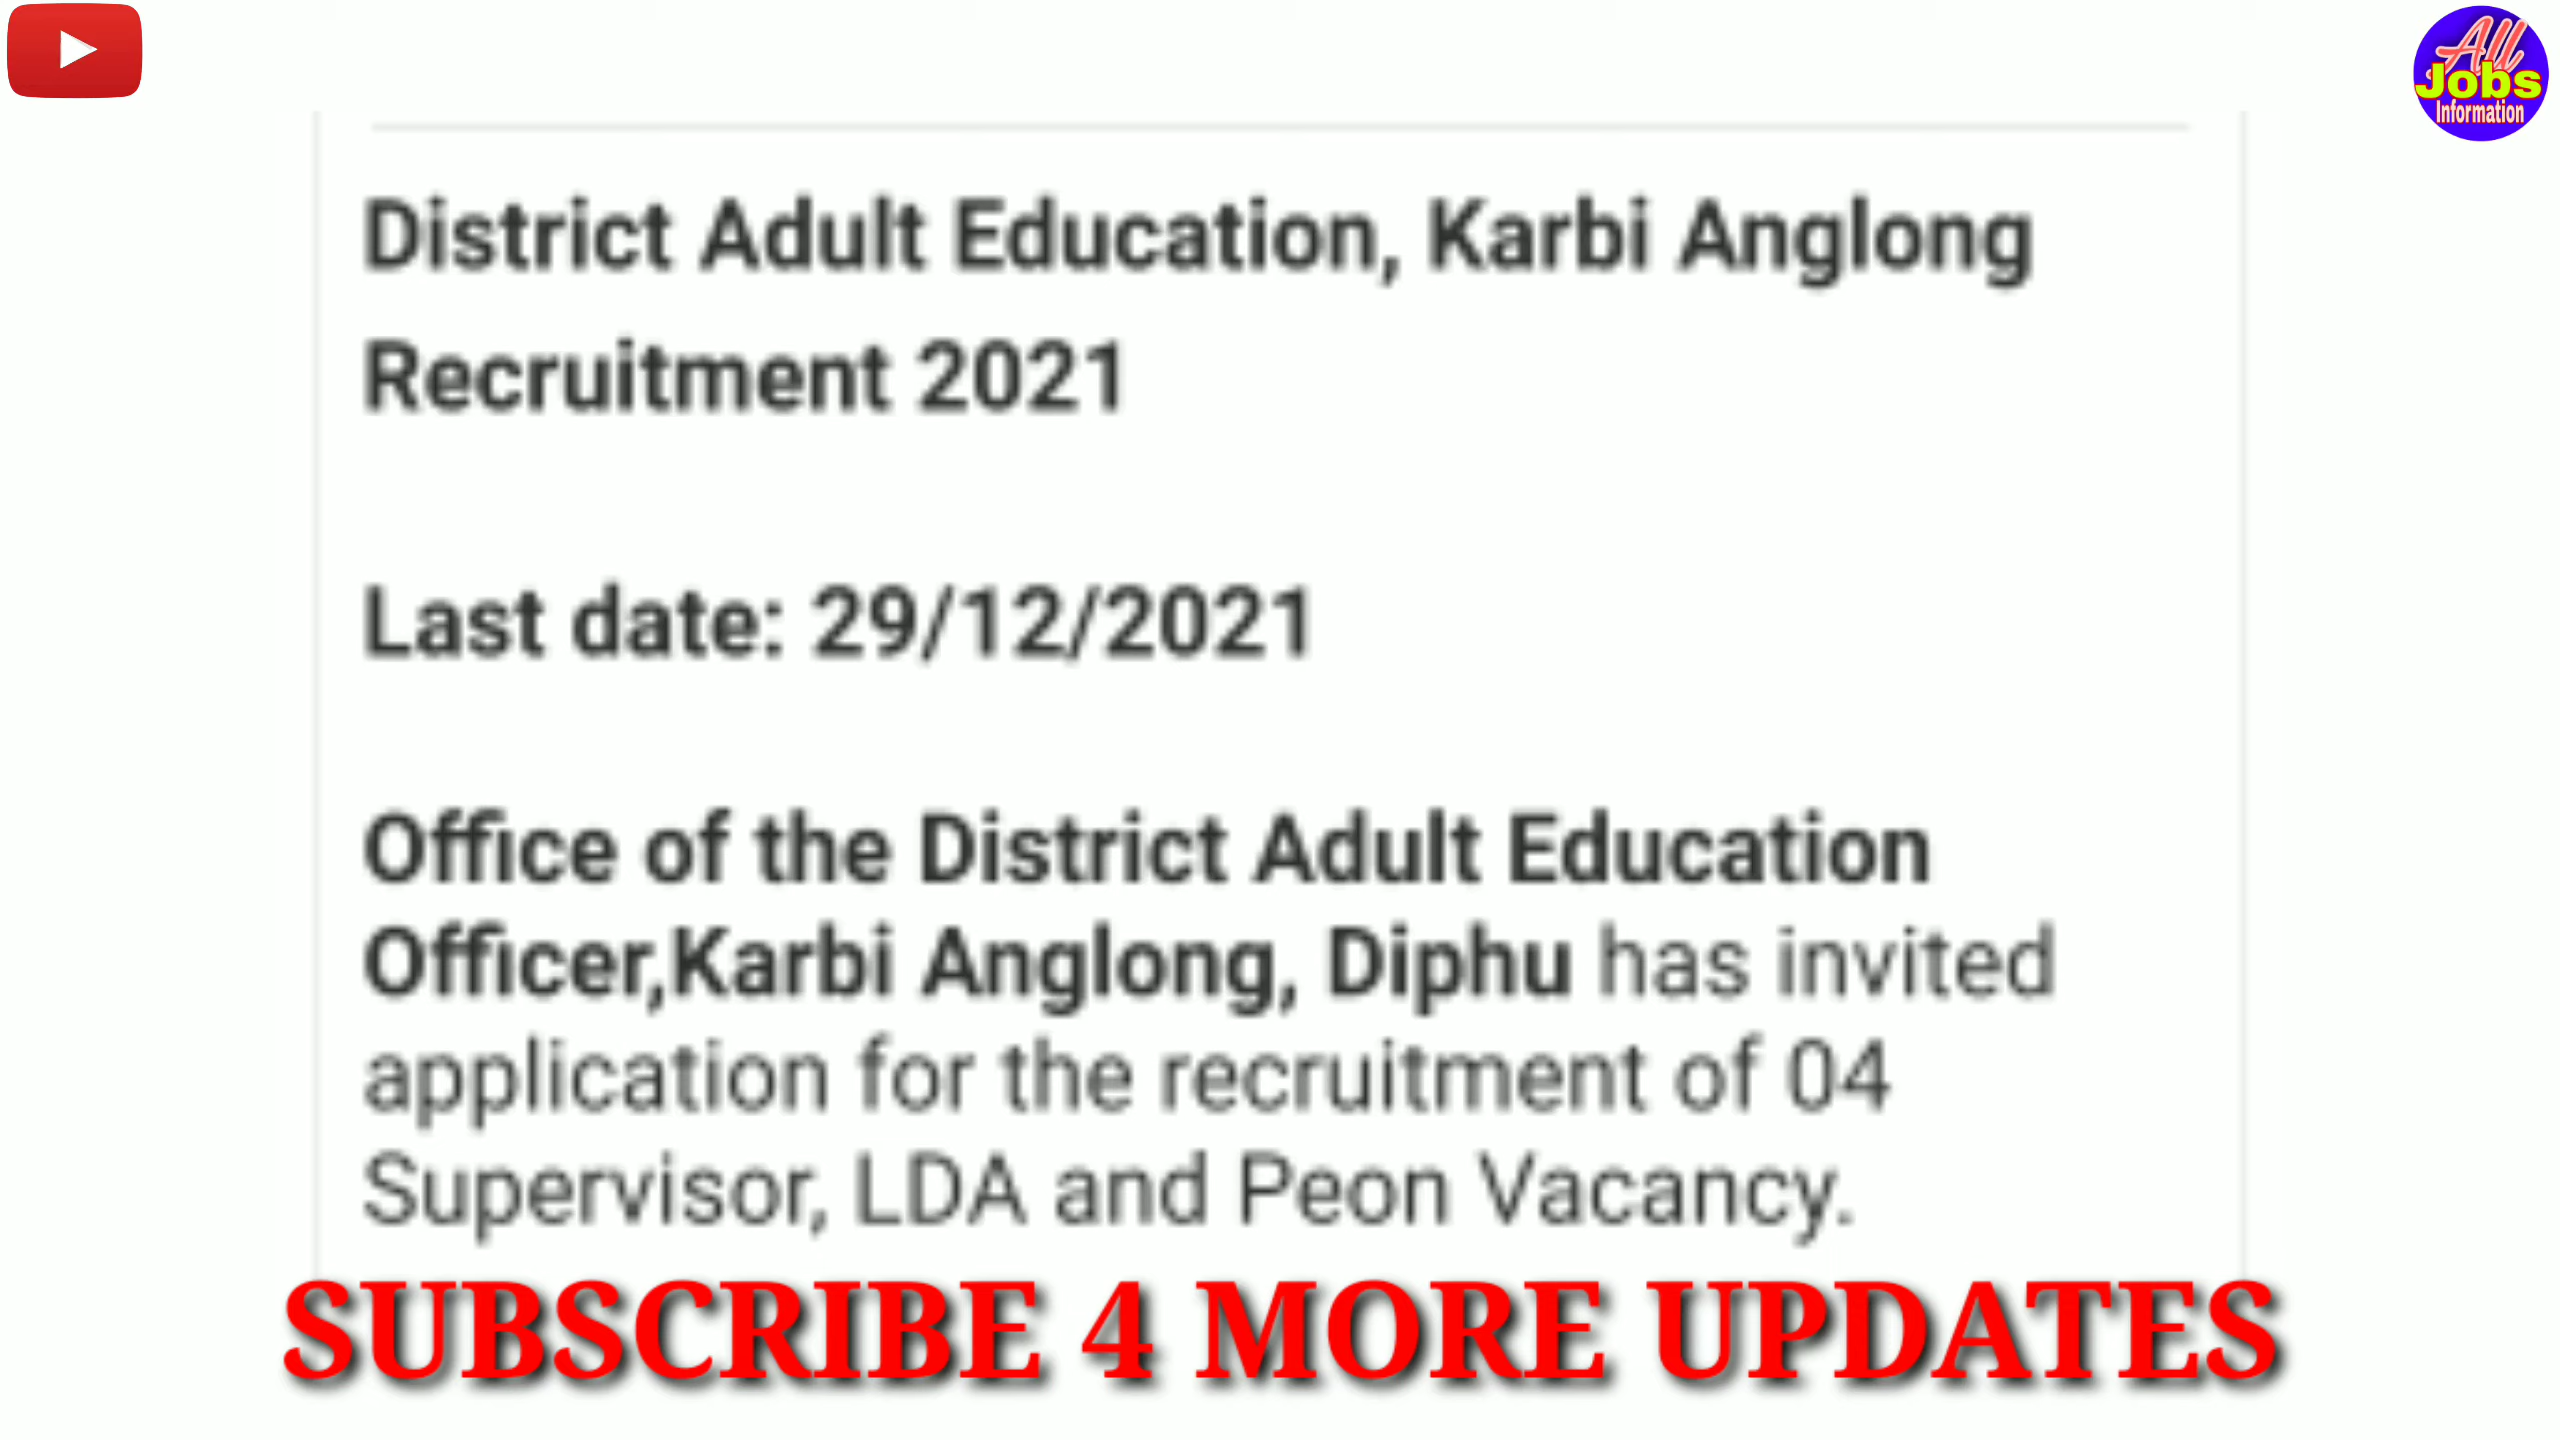 All
Jobs
Information
District Adult Education, Karbi Anglong
Recruitment 2021
Last date: 29/12/2021
Office of the District Adult Education
Officer,Karbi Anglong, Diphu has invited
application for the recruitment of 04
Supervisor, LDA and Peon Vacancy.
SUBSCRIBE 4 MORE UPDATES